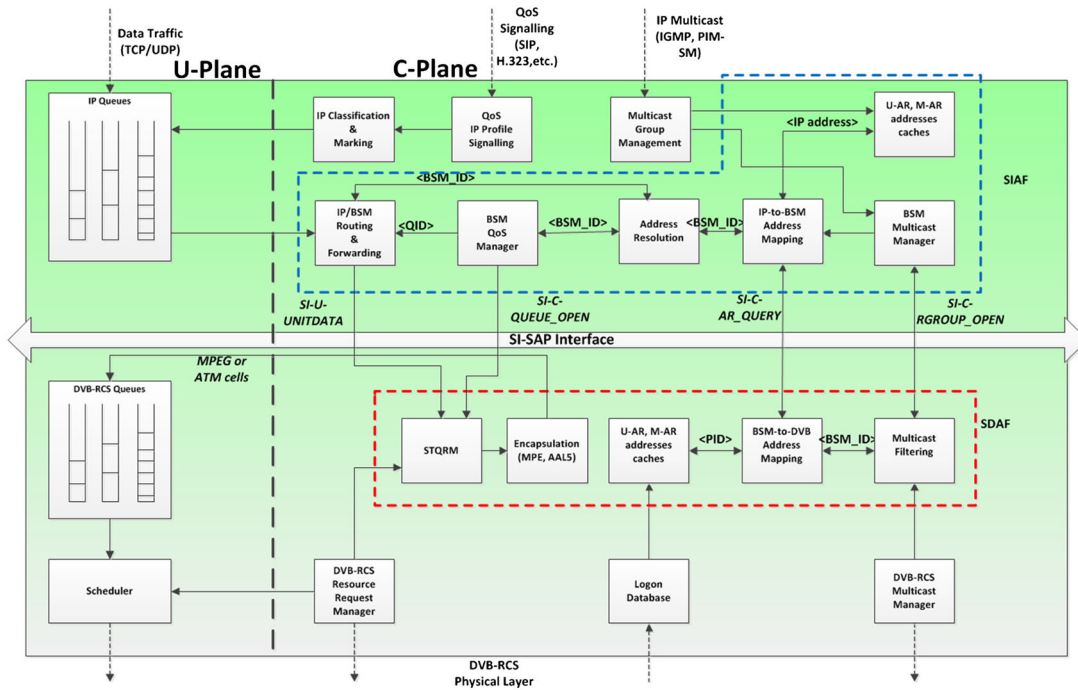 Data Traffic
(TCP/UDP)
QoS
Signalling
(SIP,
H.323,etc.)
IP Multicast
(IGMP, PIM-
SM)
U-Plane
C-Plane
IP Queues
IP Classification
&
Marking
QoS
IP Profile
Signalling
Multicast
Group
Management
<IP address>
U-AR, M-AR
addresses
caches
SIAF
<BSM_ID>
IP/BSM
Routing
&
Forwarding
<QID>
BSM
QoS
Manager
<BSM_ID>
Address
Resolution
<BSM_ID>
IP-to-BSM
Address
Mapping
BSM
Multicast
Manager
SI-U-
UNITDATA
SI-C-
QUEUE_OPEN
SI-C-
AR_QUERY
SI-C-
RGROUP_OPEN
SI-SAP Interface
MPEG or
ATM cells
DVB-RCS Queues
SDAF
STQRM
Encapsulation
(MPE, AAL5)
U-AR, M-AR
addresses
caches
<PID>
BSM-to-DVB
Address
Mapping
<BSM_ID>
Multicast
Filtering
Scheduler
DVB-RCS
Resource
Request
Manager
Logon
Database
DVB-RCS
Multicast
Manager
DVB-RCS
Physical Layer